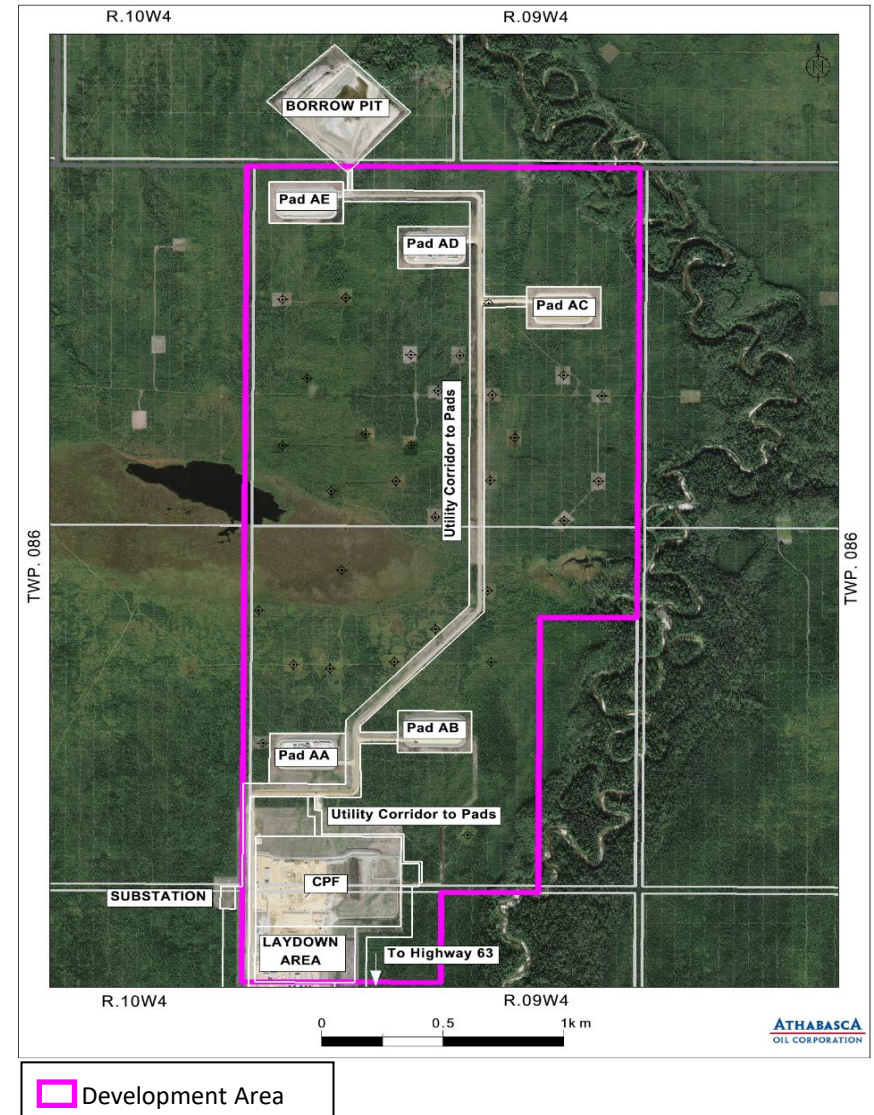 R.10W4
R.09W4
N
BORROW PIT
Pad AE
Pad AD
Pad AC
Utility Corridor to Pads
TWP. 086
TWP. 086
Pad AB
Pad AA
Utility Corridor to Pads
CPF
SUBSTATION
LAYDOWN
AREA
To Highway 63
R.10W4
R.09W4
0
0.5
1km
ATHABASCA
OIL CORPORATION
Development Area